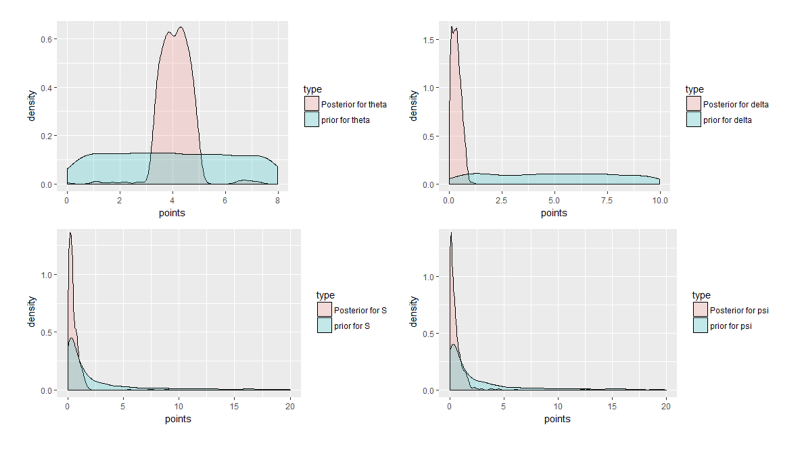 0.6
0.4
0.2
0.0
density
0 2 4 6 8
points
type
Posterior for theta
prior for theta
1.5
1.0
0.5
0.0
density
0.0 2.5 5.0 7.5 10.0
points
type
Posterior for delta
prior for delta
1.0
0.5
0.0
density
0 5 10 15 20
points
type
Posterior for S
prior for S
1.0
0.5
0.0
density
0 5 10 15 20
points
type
Posterior for psi
prior for psi